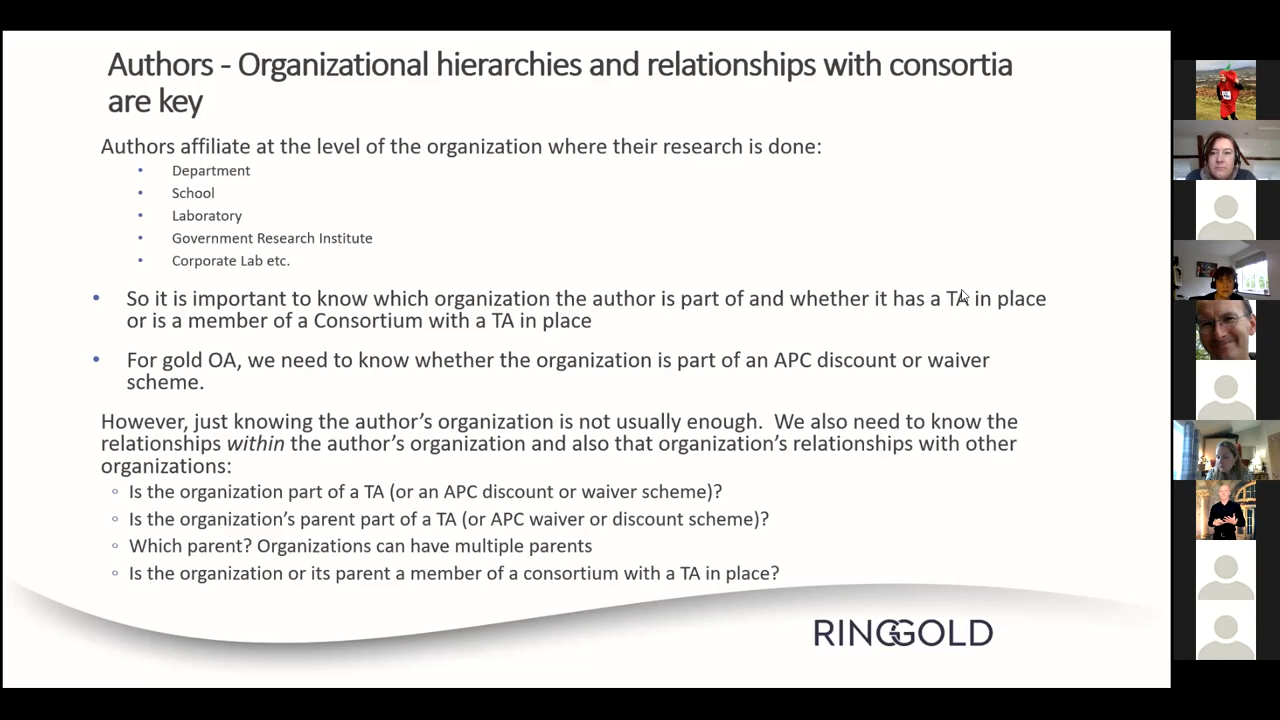 Authors - Organizational hierarchies and relationships with consortia
are key
Authors affiliate at the level of the organization where their research is done:
• Department
• School
• Laboratory
• Government Research Institute
• Corporate Lab etc.
• So it is important to know which organization the author is part of and whether it has a TA in place
or is a member of a Consortium with a TA in place
• For gold OA, we need to know whether the organization is part of an APC discount or waiver
scheme.
However, just knowing the author’s organization is not usually enough. We also need to know the
relationships within the author’s organization and also that organization’s relationships with other
organizations:
◦ Is the organization part of a TA (or an APC discount or waiver scheme)?
◦ Is the organization’s parent part of a TA (or APC waiver or discount scheme)?
◦ Which parent? Organizations can have multiple parents
◦ Is the organization or its parent a member of a consortium with a TA in place?
RINGGOLD